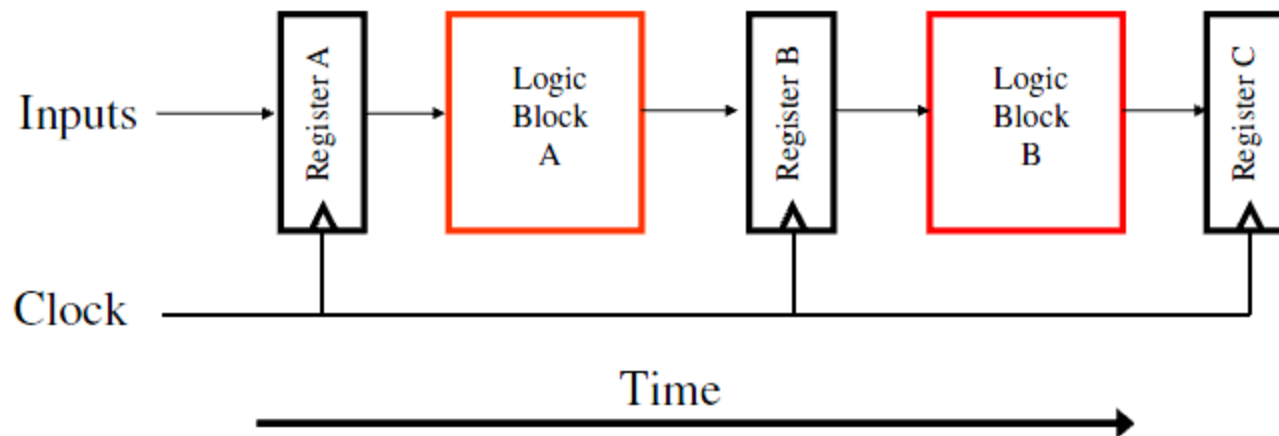 Inputs
Register A
Logic
Block
A
Register B
Logic
Block
B
Register C
Clock
Time